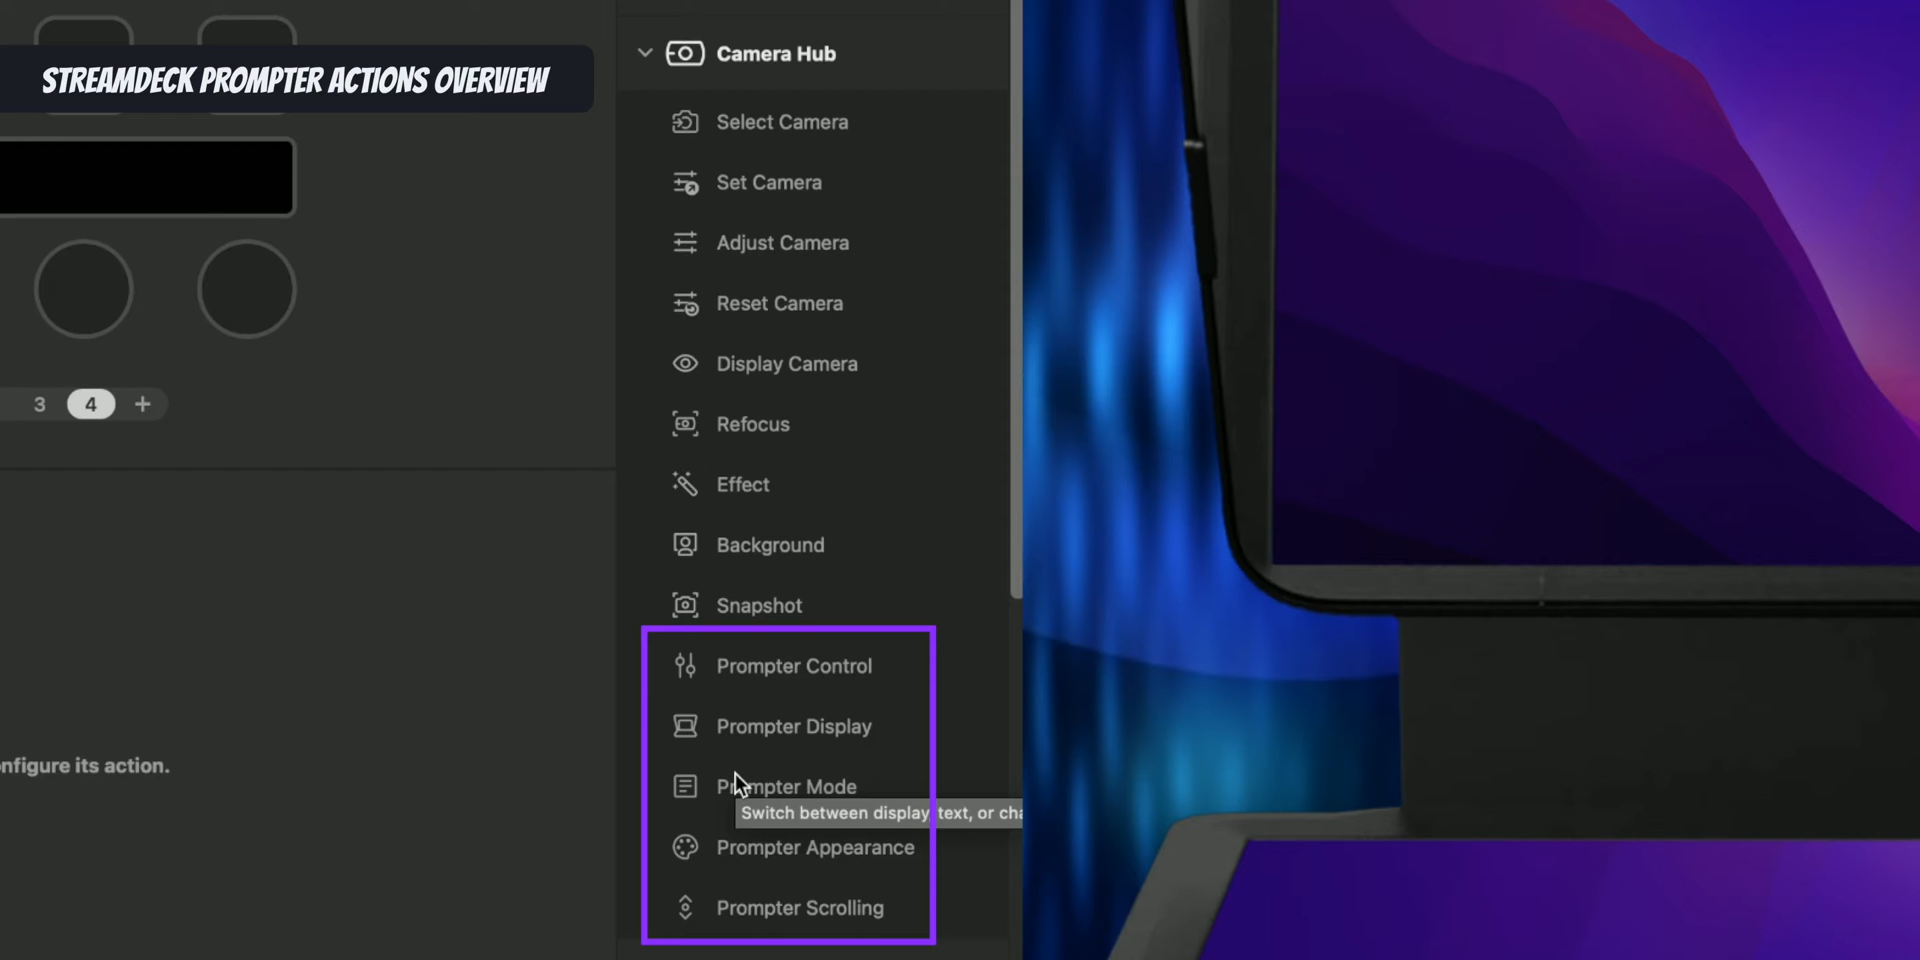 STREAMDECK PROMPTER ACTIONS OVERVIEW
Camera Hub
Select Camera
Set Camera
Adjust Camera
Reset Camera
Display Camera
Refocus
Effect
Background
Snapshot
Prompter Control
Prompter Display
Prompter Mode
Switch between display, text, or cha
Prompter Appearance
Prompter Scrolling
3 4 +
nfigure its action.